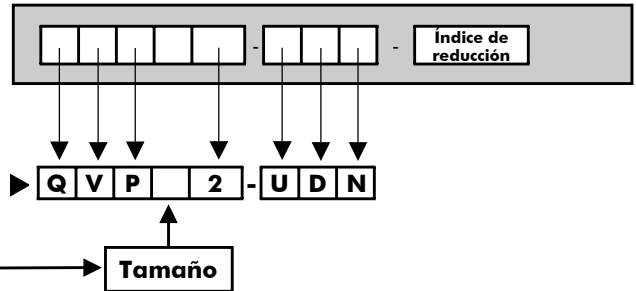 - - Índice de
reducción
Q V P 2 - U D N
Tamaño